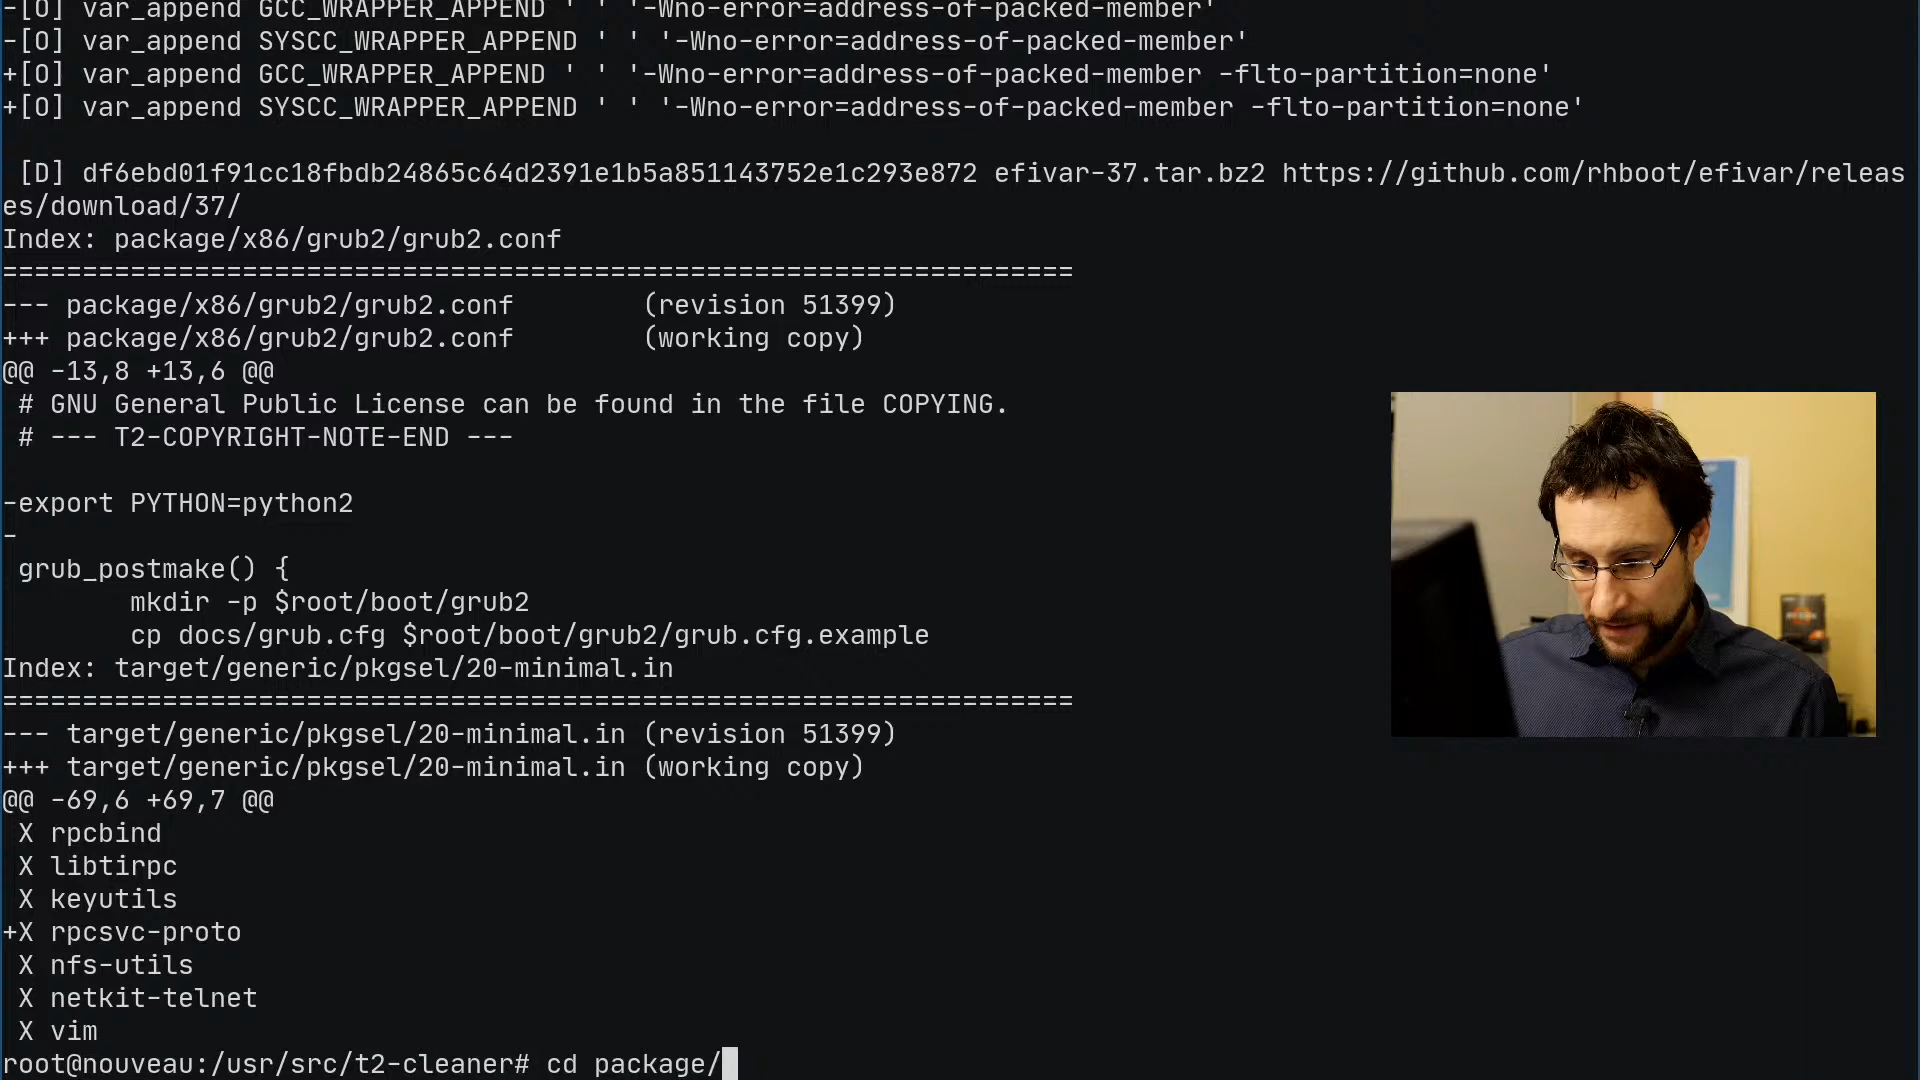 -[O] var_append GCC_WRAPPER_APPEND ' ' '-Wno-error=address-of-packed-member'
-[O] var_append SYSCC_WRAPPER_APPEND ' ' '-Wno-error=address-of-packed-member'
+[O] var_append GCC_WRAPPER_APPEND ' ' '-Wno-error=address-of-packed-member -flto-partition=none'
+[O] var_append SYSCC_WRAPPER_APPEND ' ' '-Wno-error=address-of-packed-member -flto-partition=none'
[D] df6ebd01f91cc18fbdb24865c64d2391e1b5a851143752e1c293e872 efivar-37.tar.bz2 https://github.com/rhboot/efivar/releas
es/download/37/
Index: package/x86/grub2/grub2.conf
===================================================================
--- package/x86/grub2/grub2.conf        (revision 51399)
+++ package/x86/grub2/grub2.conf        (working copy)
@@ -13,8 +13,6 @@
 # GNU General Public License can be found in the file COPYING.
 # --- T2-COPYRIGHT-NOTE-END ---
-export PYTHON=python2
-
 grub_postmake() {
        mkdir -p $root/boot/grub2
        cp docs/grub.cfg $root/boot/grub2/grub.cfg.example
Index: target/generic/pkgsel/20-minimal.in
===================================================================
--- target/generic/pkgsel/20-minimal.in (revision 51399)
+++ target/generic/pkgsel/20-minimal.in (working copy)
@@ -69,6 +69,7 @@
 X rpcbind
 X libtirpc
 X keyutils
+X rpcsvc-proto
 X nfs-utils
 X netkit-telnet
 X vim
root@nouveau:/usr/src/t2-cleaner# cd package/